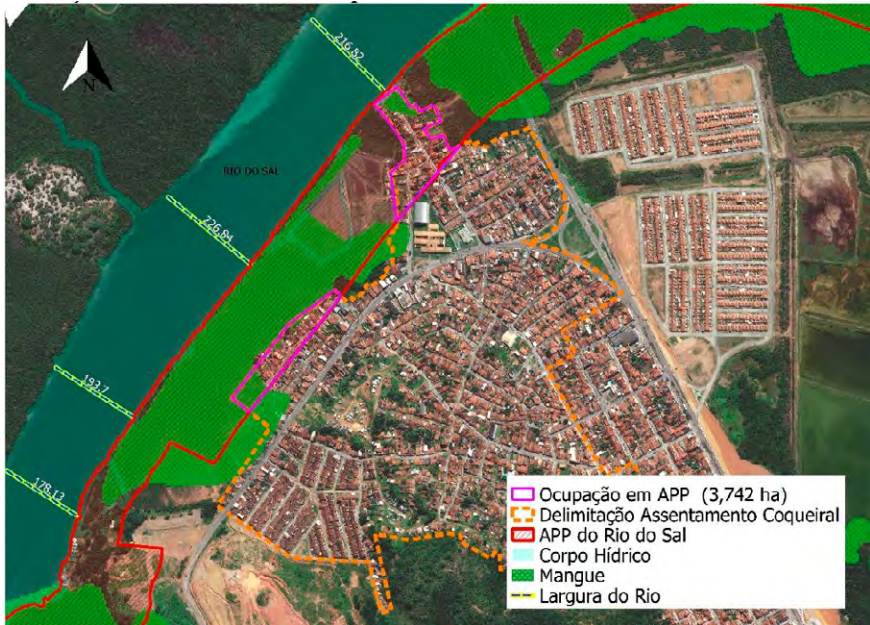 216,82
N
RIO DO SAL
226,84
193,7
178,13
Ocupação em APP (3,742 ha)
Delimitação Assentamento Coqueiral
APP do Rio do Sal
Corpo Hídrico
Mangue
Largura do Rio